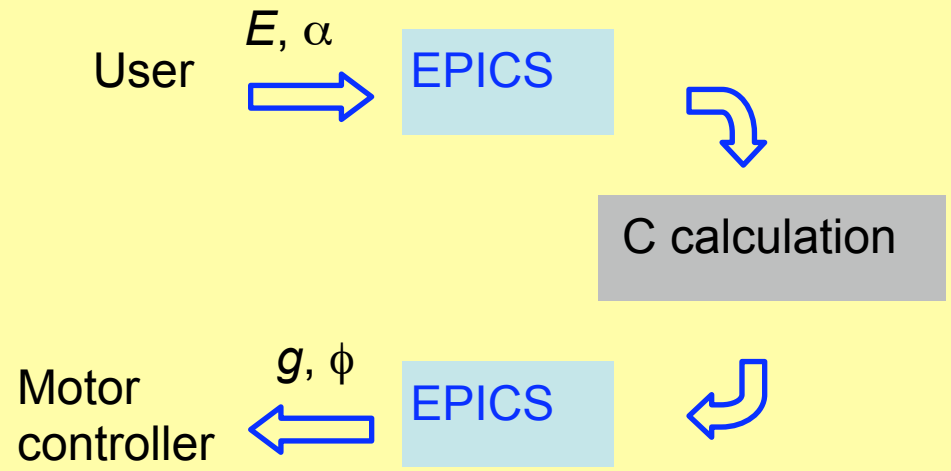 E, α
User
EPICS
C calculation
g, ϕ
Motor
controller
EPICS